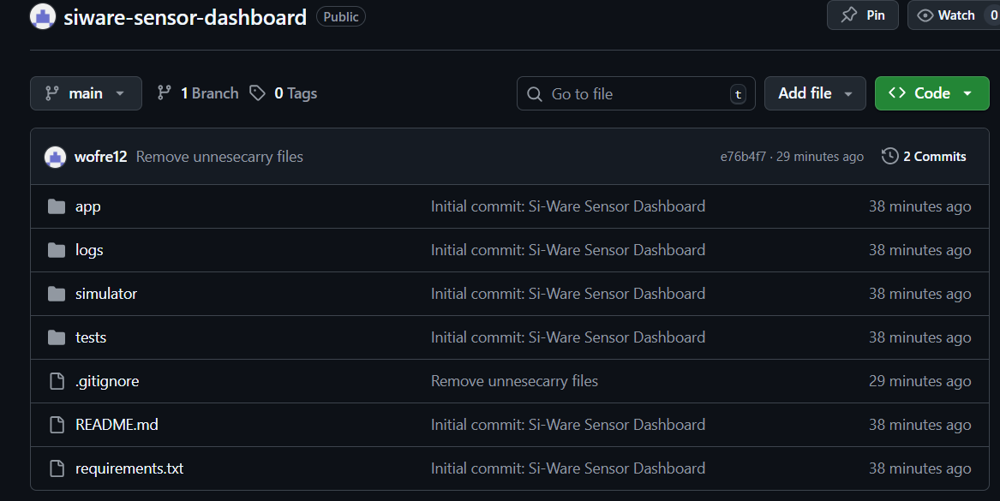 siware-sensor-dashboard Public Pin Watch 0
main 1 Branch 0 Tags Go to file t Add file Code
wofre12 Remove unnesecarry files e76b4f7 · 29 minutes ago 2 Commits
app Initial commit: Si-Ware Sensor Dashboard 38 minutes ago
logs Initial commit: Si-Ware Sensor Dashboard 38 minutes ago
simulator Initial commit: Si-Ware Sensor Dashboard 38 minutes ago
tests Initial commit: Si-Ware Sensor Dashboard 38 minutes ago
.gitignore Remove unnesecarry files 29 minutes ago
README.md Initial commit: Si-Ware Sensor Dashboard 38 minutes ago
requirements.txt Initial commit: Si-Ware Sensor Dashboard 38 minutes ago